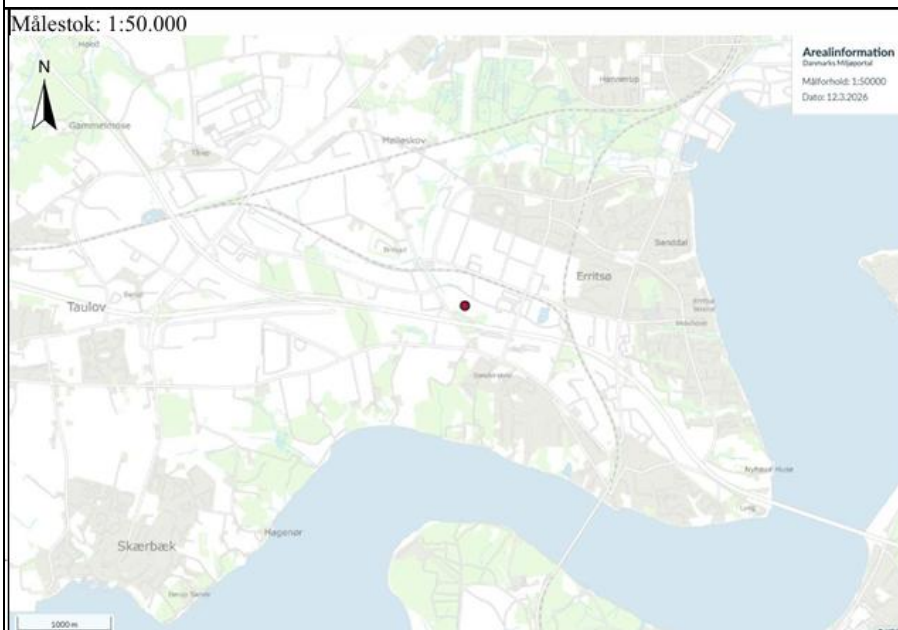 Målestok: 1:50.000
Arealinformation
Danmarks Miljøportal
Målforhold: 1:50000
Dato: 12.3.2026
N
Hannerup
Gammelmose
Mølleskov
Sanddal
Erritsø
Taulov
Skærbæk
Hagenør
1000 m